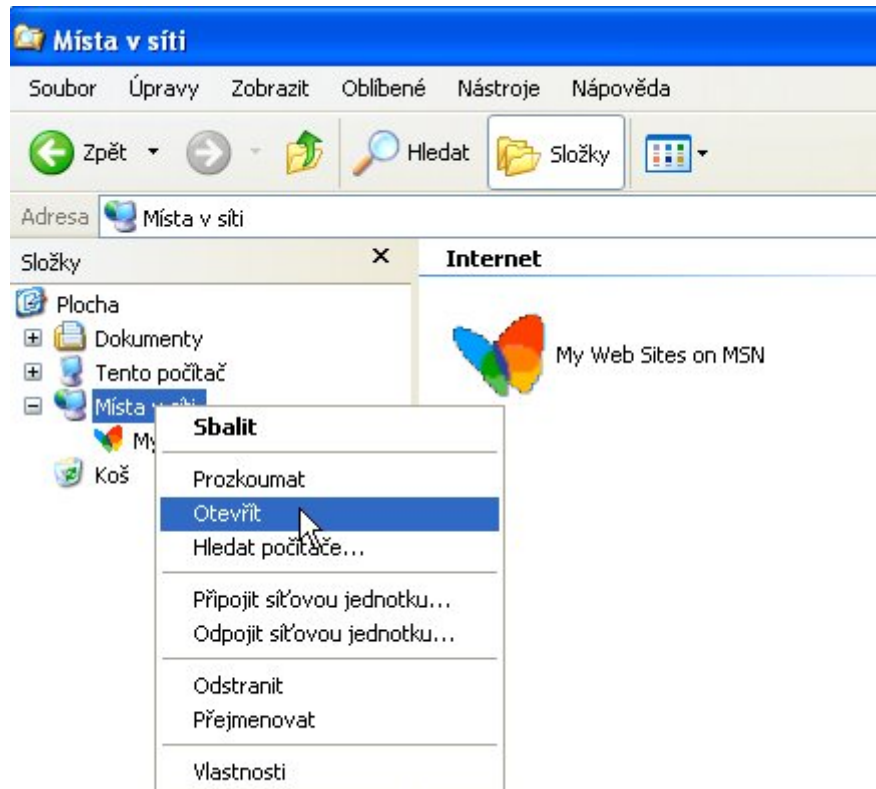 Místa v síti
Soubor Úpravy Zobrazit Oblíbené Nástroje Nápověda
Zpět Hledat Složky
Adresa Místa v síti
Složky
Internet
Plocha
Dokumenty
Tento počítač
Místa v
My
Koš
My Web Sites on MSN
Sbalit
Prozkoumat
Otevřít
Hledat počítače...
Připojit síťovou jednotku...
Odpojit síťovou jednotku...
Odstranit
Přejmenovat
Vlastnosti